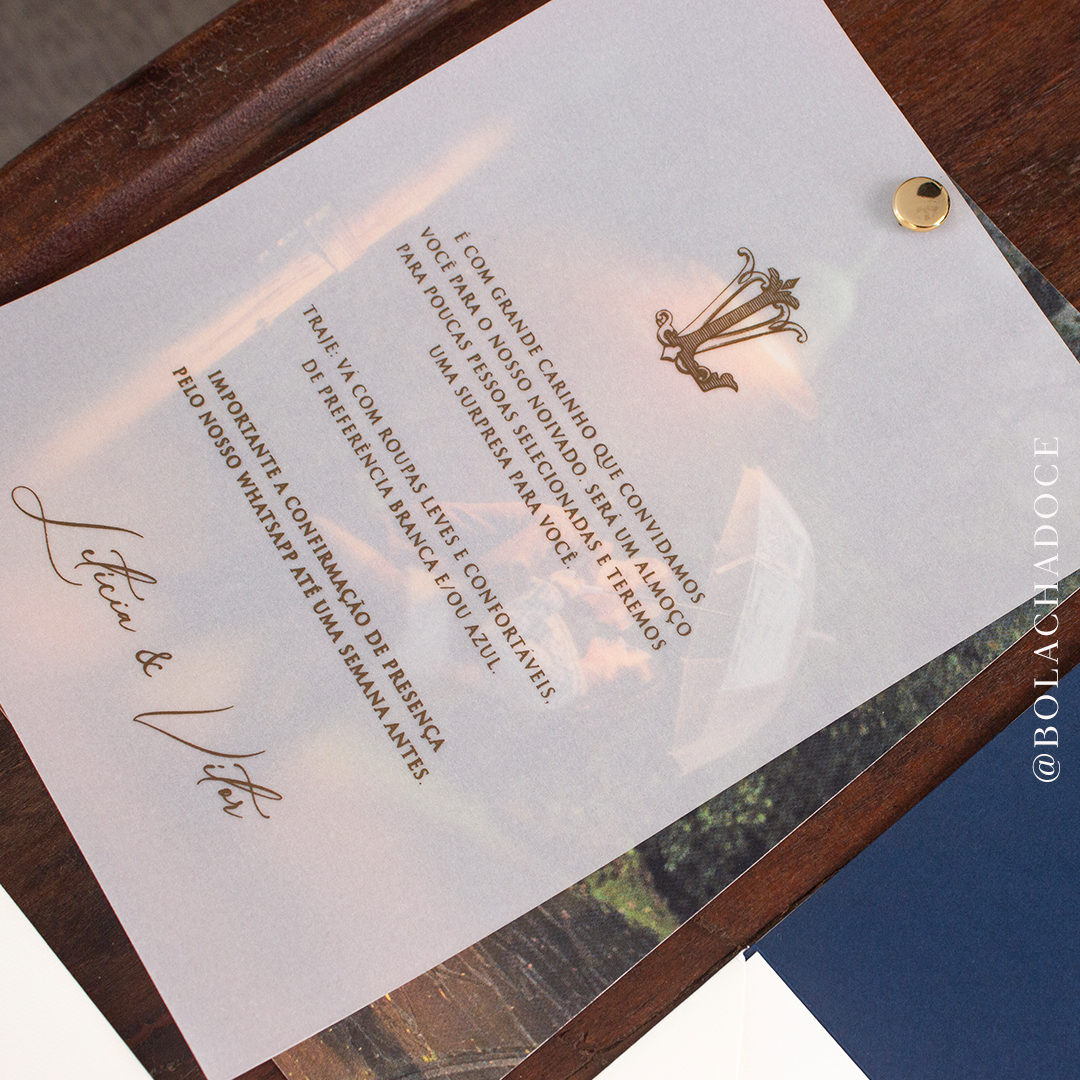 É COM GRANDE CARINHO QUE CONVIDAMOS
VOCÊ PARA O NOSSO NOIVADO. SERÁ UM ALMOÇO
PARA POUCAS PESSOAS SELECIONADAS E TEREMOS
UMA SURPRESA PARA VOCÊ.
TRAJE: VÁ COM ROUPAS LEVES E CONFORTÁVEIS,
DE PREFERÊNCIA BRANCA E/OU AZUL.
IMPORTANTE A CONFIRMAÇÃO DE PRESENÇA
PELO NOSSO WHATSAPP ATÉ UMA SEMANA ANTES.
Letícia & Vitor
@BOLACHADOCE